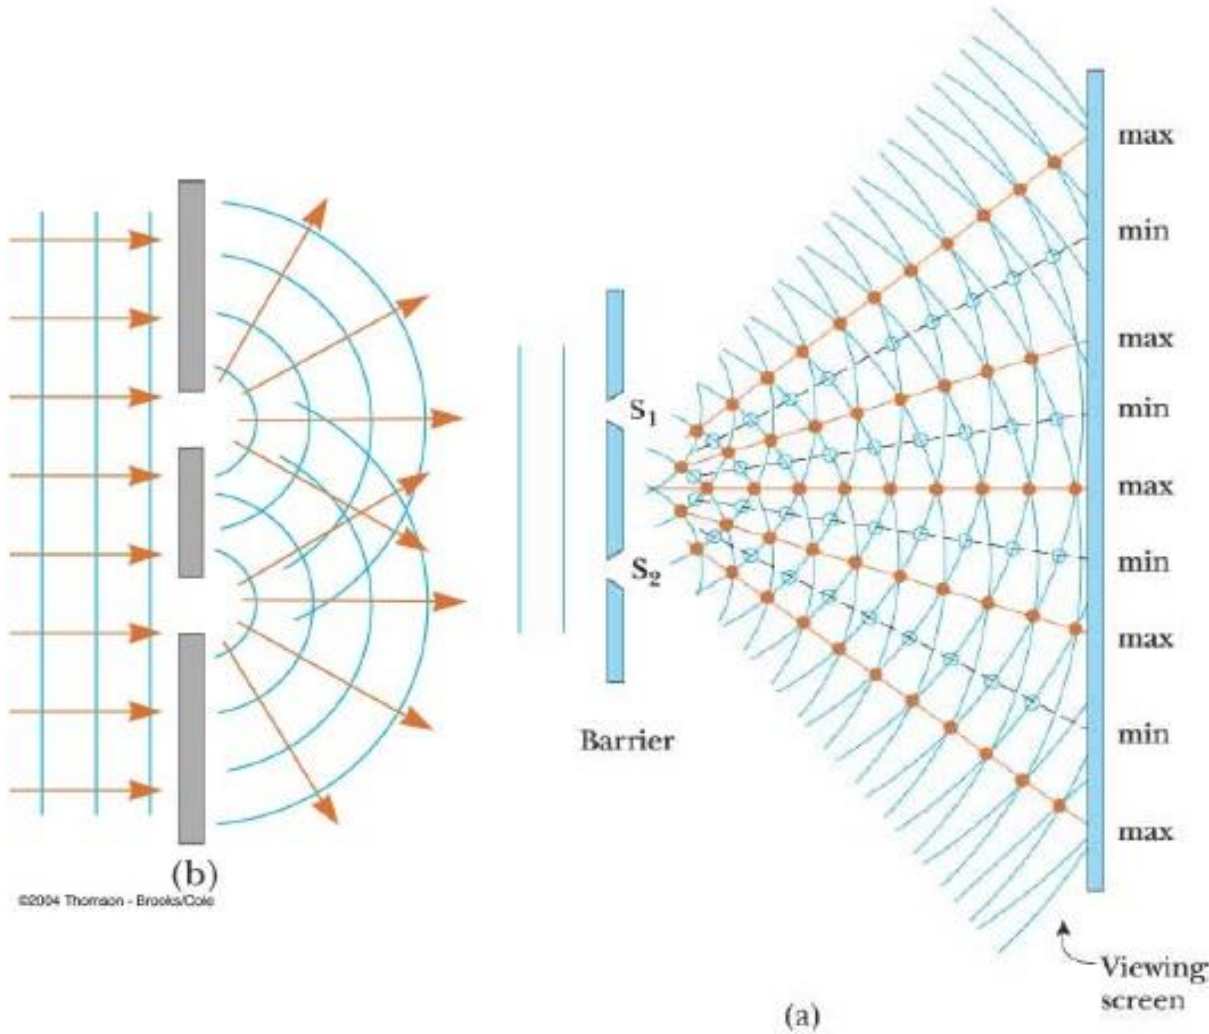 max
min
max
min
max
min
max
min
max
S1
S2
Barrier
(b)
©2004 Thomson - Brooks/Cole
Viewing
screen
(a)